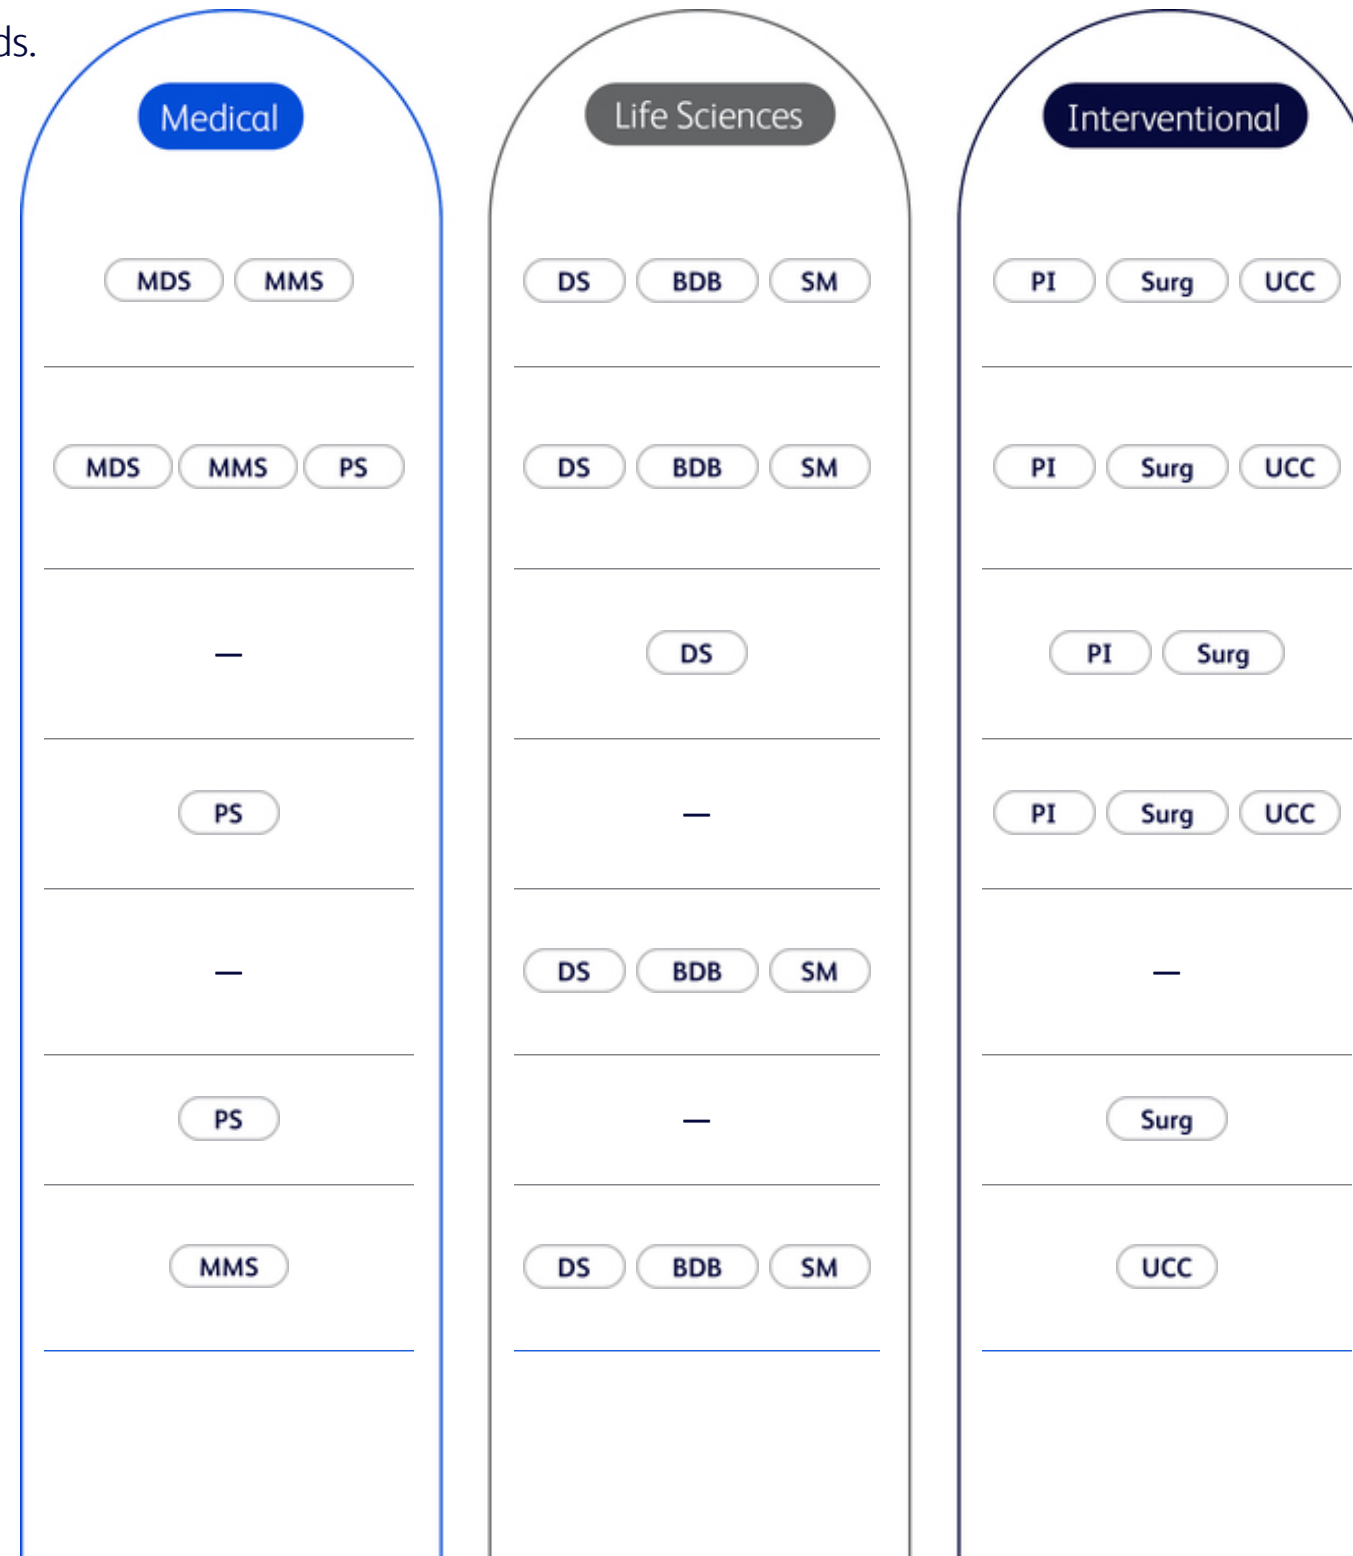 ds.
Medical Life Sciences Interventional
MDS MMS DS BDB SM PI Surg UCC
MDS MMS PS DS BDB SM PI Surg UCC
— DS PI Surg
PS — PI Surg UCC
— DS BDB SM —
PS — Surg
MMS DS BDB SM UCC